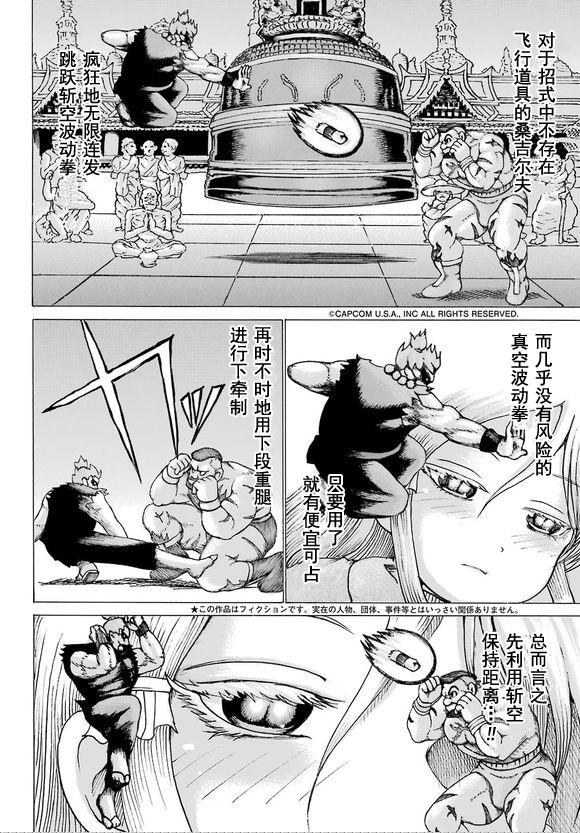 对于招式中不存在
飞行道具的桑吉尔夫
疯狂地无限连发
跳跃斩空波动拳
©CAPCOM U.S.A., INC ALL RIGHTS RESERVED.
而几乎没有风险的
真空波动拳
只要用了
就有便宜可占
再时不时地用下段重腿
进行下牵制
ガッ
★この作品はフィクションです。実在の人物、団体、事件等とはいっさい関係ありません。
总而言之
先利用斩空
保持距离…!!